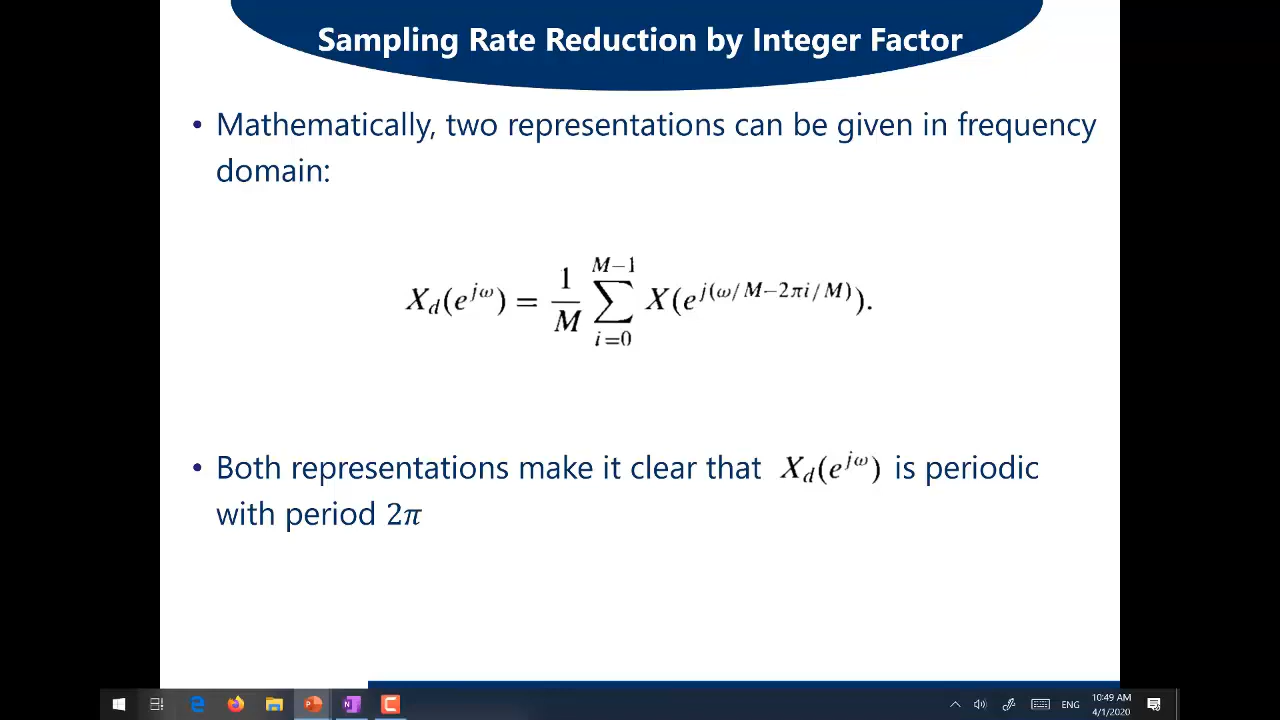 Sampling Rate Reduction by Integer Factor
• Mathematically, two representations can be given in frequency
domain:
X_d(e^{jω}) = \frac{1}{M} \sum_{i=0}^{M-1} X(e^{j(ω/M−2πi/M)}).
• Both representations make it clear that X_d(e^{jω}) is periodic
with period 2π
ENG
10:49 AM
4/1/2020